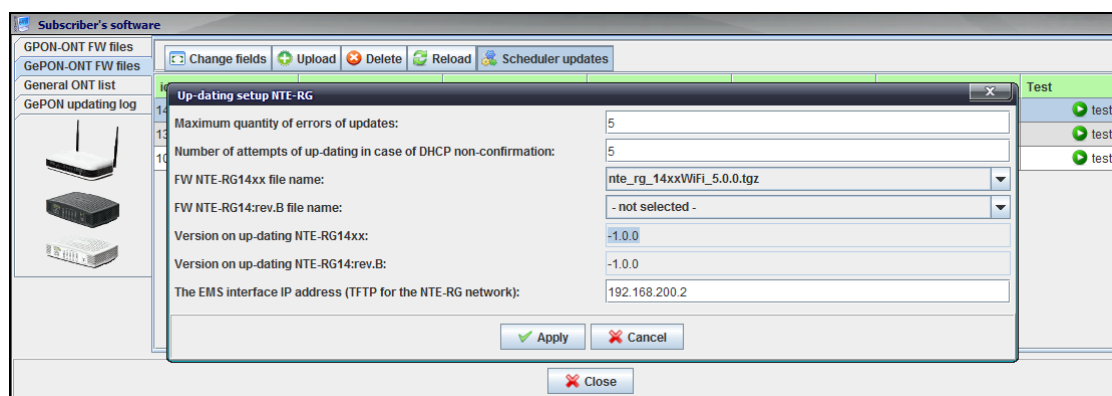 Subscriber's software
GPON-ONT FW files
GePON-ONT FW files
General ONT list
GePON updating log
Change fields Upload Delete Reload Scheduler updates
Test
test
test
test
Up-dating setup NTE-RG
Maximum quantity of errors of updates: 5
Number of attempts of up-dating in case of DHCP non-confirmation: 5
FW NTE-RG14xx file name: nte_rg_14xxWiFi_5.0.0.tgz
FW NTE-RG14:rev.B file name: - not selected -
Version on up-dating NTE-RG14xx: -1.0.0
Version on up-dating NTE-RG14:rev.B: -1.0.0
The EMS interface IP address (TFTP for the NTE-RG network): 192.168.200.2
Apply Cancel
Close